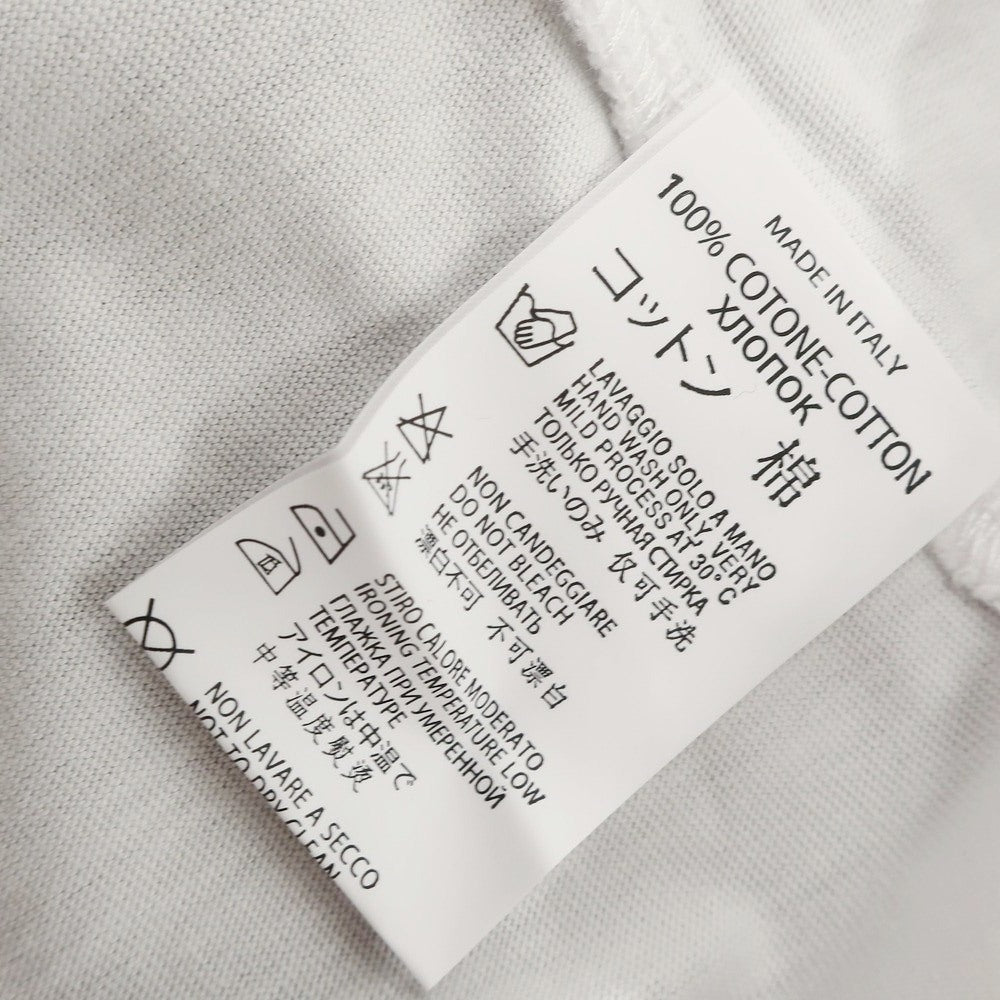 MADE IN ITALY
100% COTONE-COTTON
ХЛОПОК
コットン 棉
LAVAGGIO SOLO A MANO
HAND WASH ONLY, VERY
MILD PROCESS AT 30°C
ТОЛЬКО РУЧНАЯ СТИРКА
手洗いのみ 仅可手洗
NON CANDEGGIARE
DO NOT BLEACH
НЕ ОТБЕЛИВАТЬ
漂白不可 不可漂白
STIRO CALORE MODERATO
IRONING TEMPERATURE LOW
ГЛАЖКА ПРИ УМЕРЕННОЙ
ТЕМПЕРАТУРЕ
アイロンは中温で
中等温度熨烫
NON LAVARE A SECCO
NOT TO DRY CLEAN